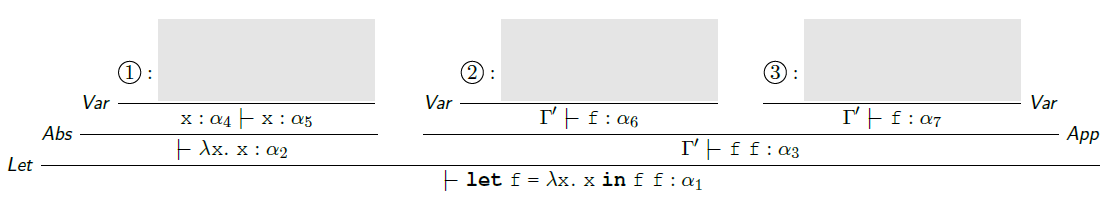 ① : ② : ③ :
Var Var Var
x : α₄ ⊢ x : α₅ Γ′ ⊢ f : α₆ Γ′ ⊢ f : α₇
Abs App
⊢ λx. x : α₂ Γ′ ⊢ f f : α₃
Let
⊢ let f = λx. x in f f : α₁